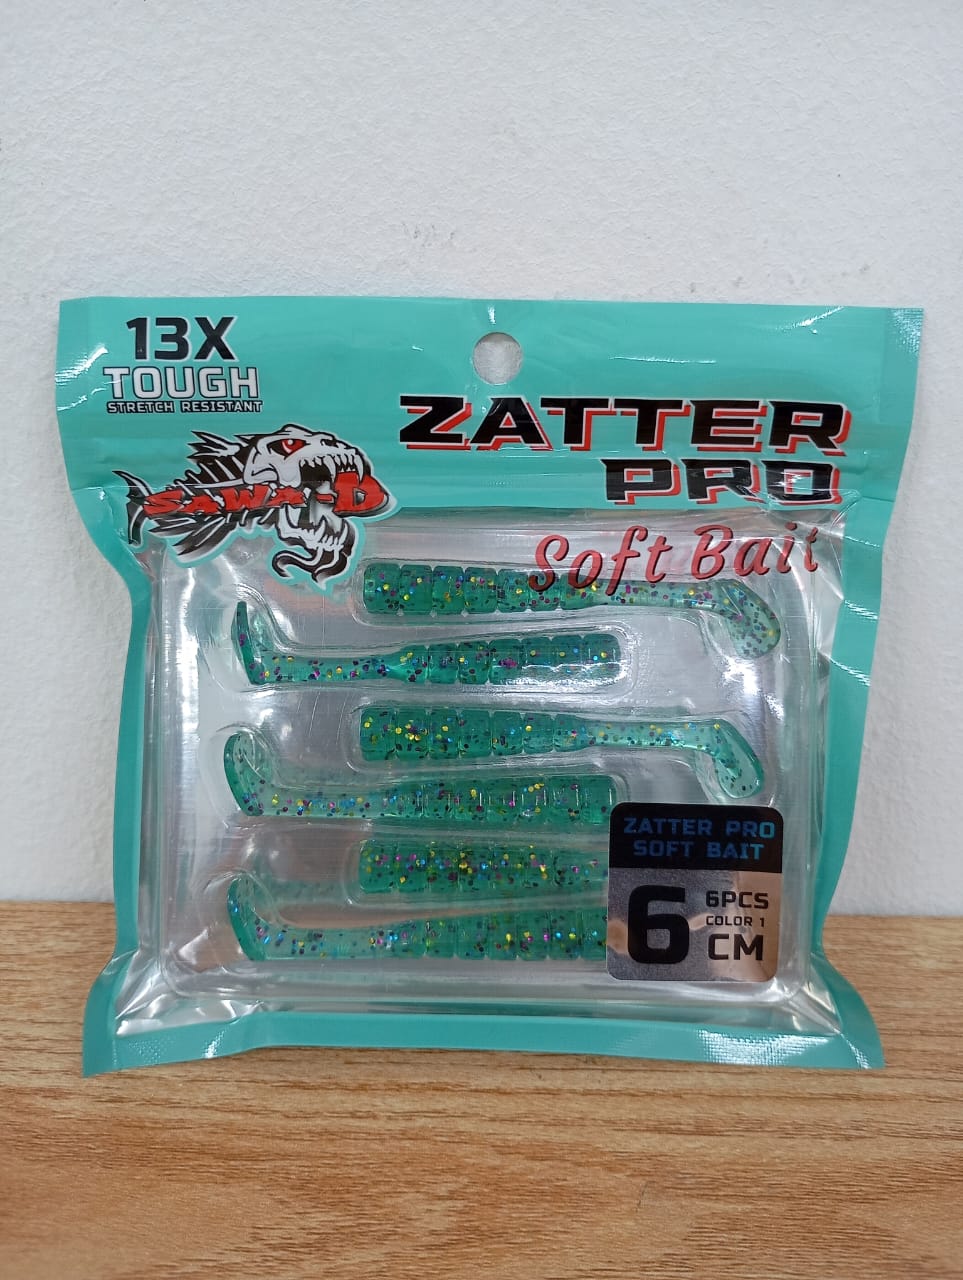 13X
TOUGH
STRETCH RESISTANT
SAWA-D
ZATTER
PRO
Soft Bait
ZATTER PRO
SOFT BAIT
6
6PCS
COLOR 1
CM